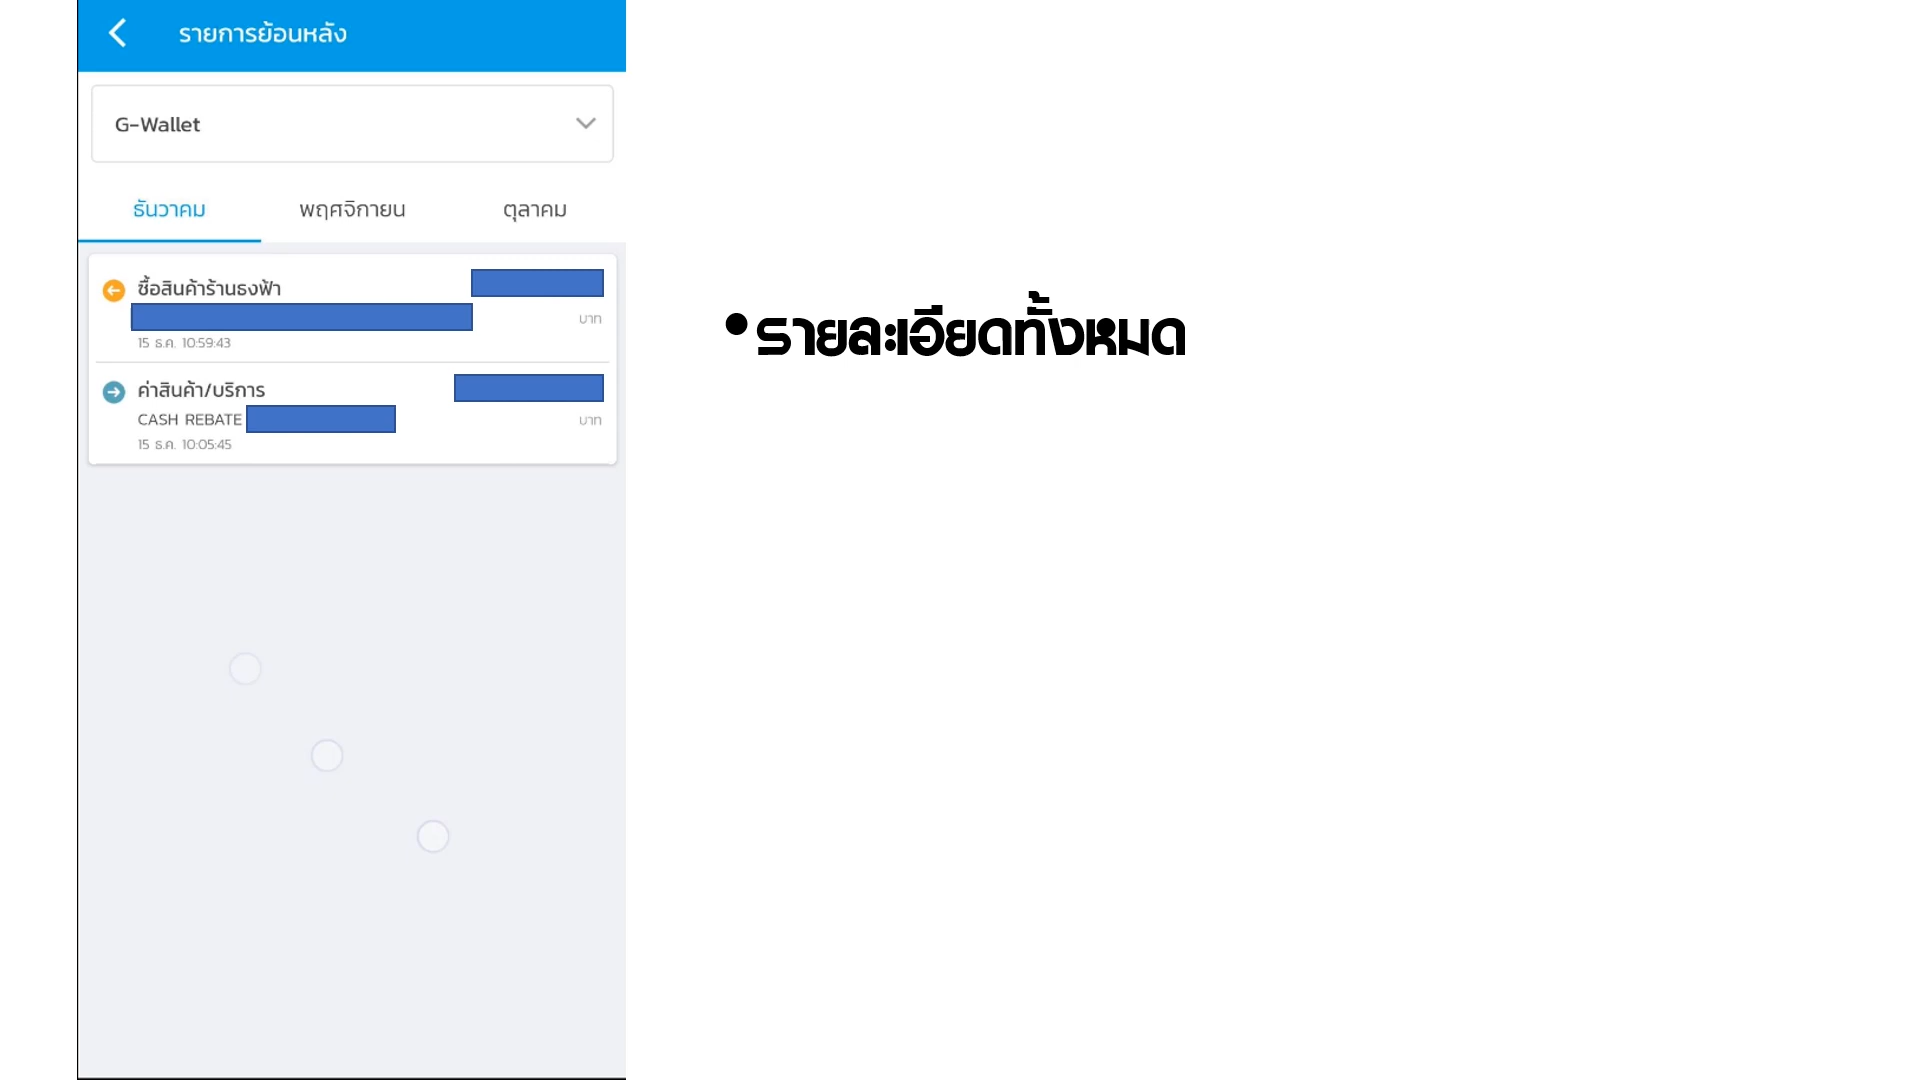 รายการย้อนหลัง
G-Wallet
ธันวาคม พฤศจิกายน ตุลาคม
ซื้อสินค้าร้านธงฟ้า
บาท
15 ธ.ค. 10:59:43
ค่าสินค้า/บริการ
CASH REBATE
บาท
15 ธ.ค. 10:05:45
•รายละเอียดทั้งหมด